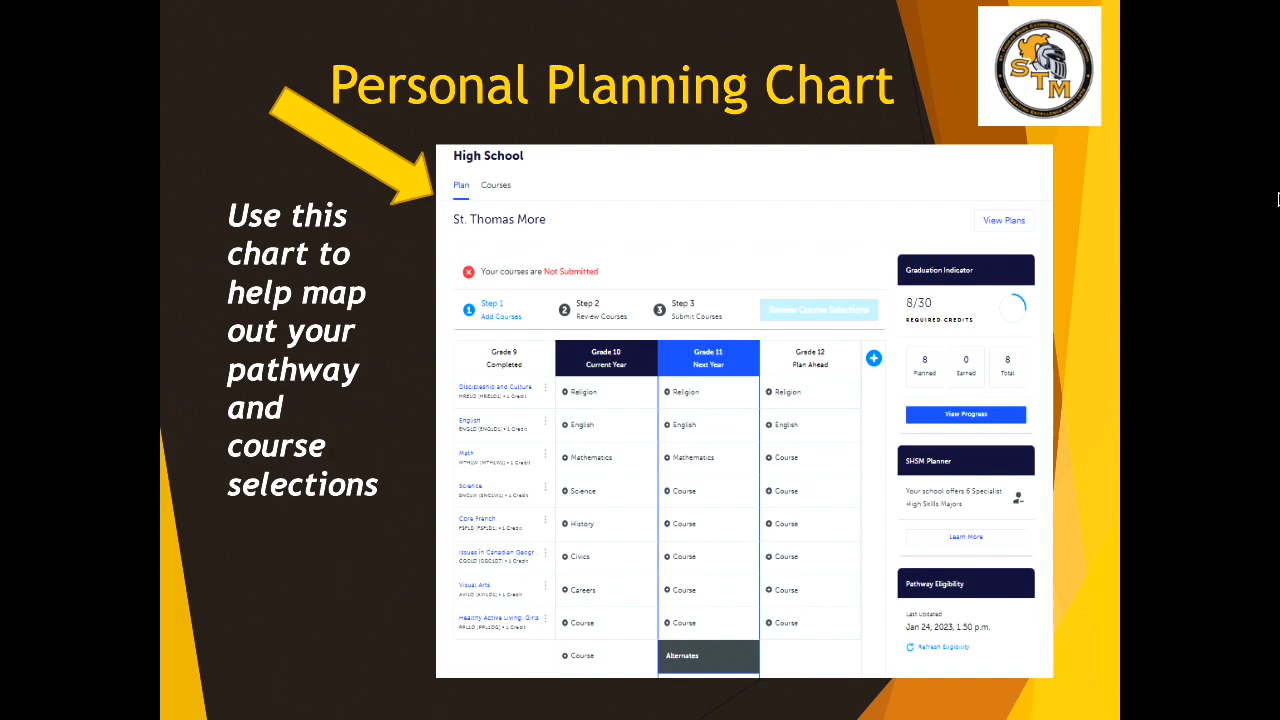 Personal Planning Chart
STM
Use this
chart to
help map
out your
pathway
and
course
selections
High School
Plan Courses
St. Thomas More
View Plans
Your courses are Not Submitted
1 Step 1 Add Courses
2 Step 2 Review Courses
3 Step 3 Submit Courses
Review Course Selections
Grade 9 Completed
Grade 10 Current Year
Grade 11 Next Year
Grade 12 Plan Ahead
Discipleship and Culture
Religion Religion Religion
English
English English English
Math
Mathematics Mathematics Course
Science
Science Course Course
Core French
History Course Course
Issues in Canadian Geogr...
Civics Course Course
Visual Arts
Careers Course Course
Healthy Active Living: Girls
Course Course Course
Course Alternates
Graduation Indicator
8/30
REQUIRED CREDITS
8 0 8
Planned Earned Total
View Progress
SHSM Planner
Your school offers 6 Specialist
High Skills Majors
Learn More
Pathway Eligibility
Last Updated
Jan 24, 2023, 1:50 p.m.
Refresh Eligibility